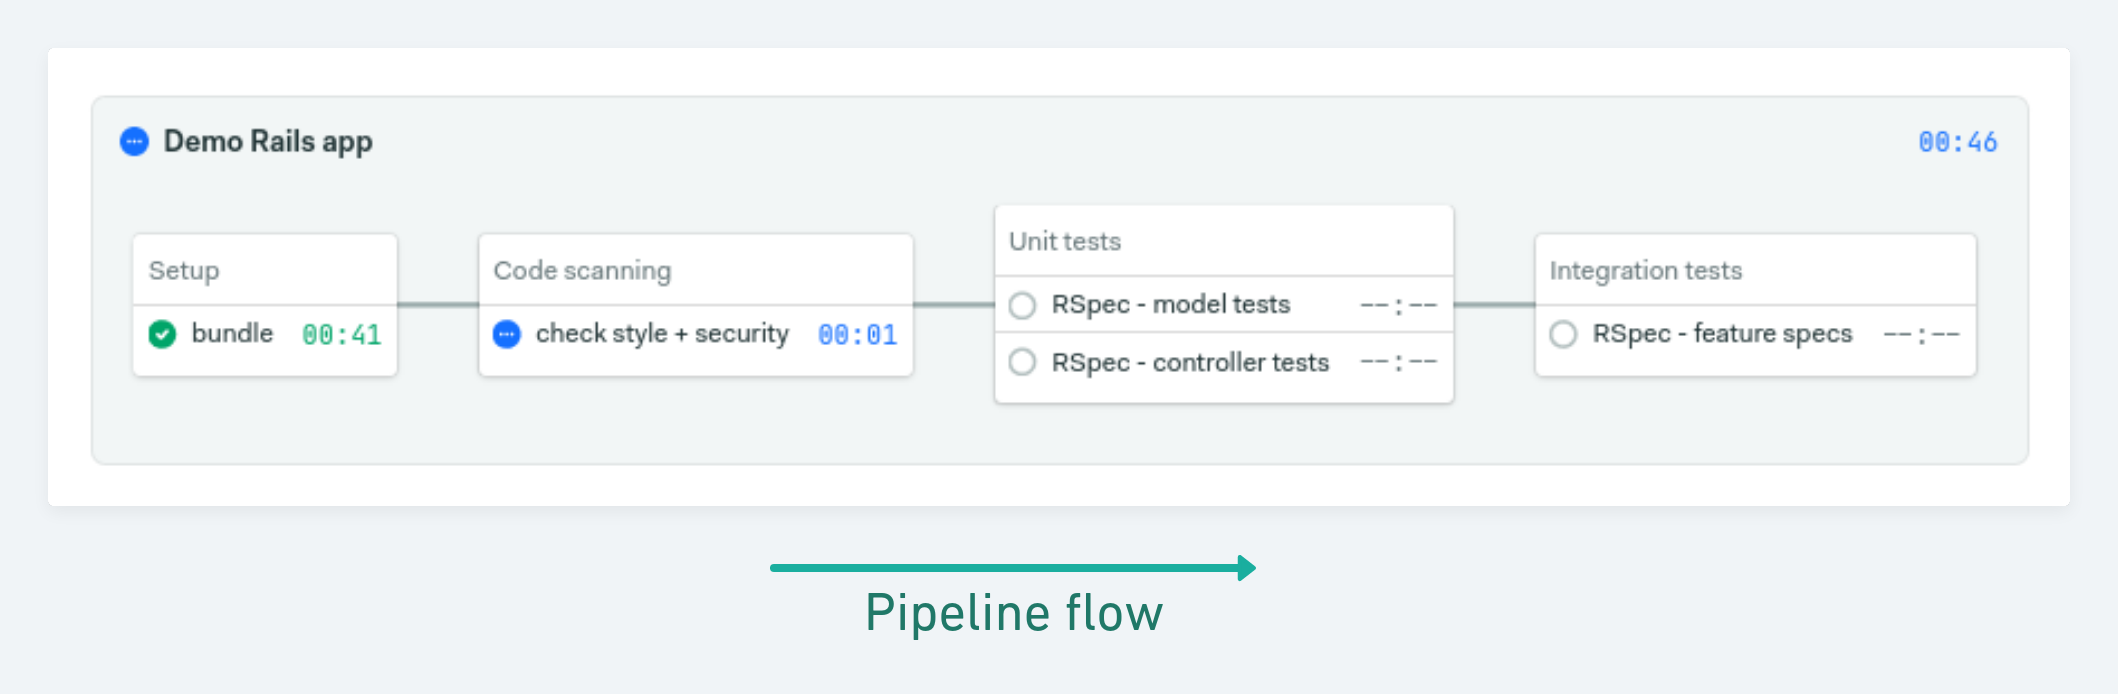 Demo Rails app 00:46
Setup
bundle 00:41
Code scanning
check style + security 00:01
Unit tests
RSpec - model tests --:--
RSpec - controller tests --:--
Integration tests
RSpec - feature specs --:--
Pipeline flow